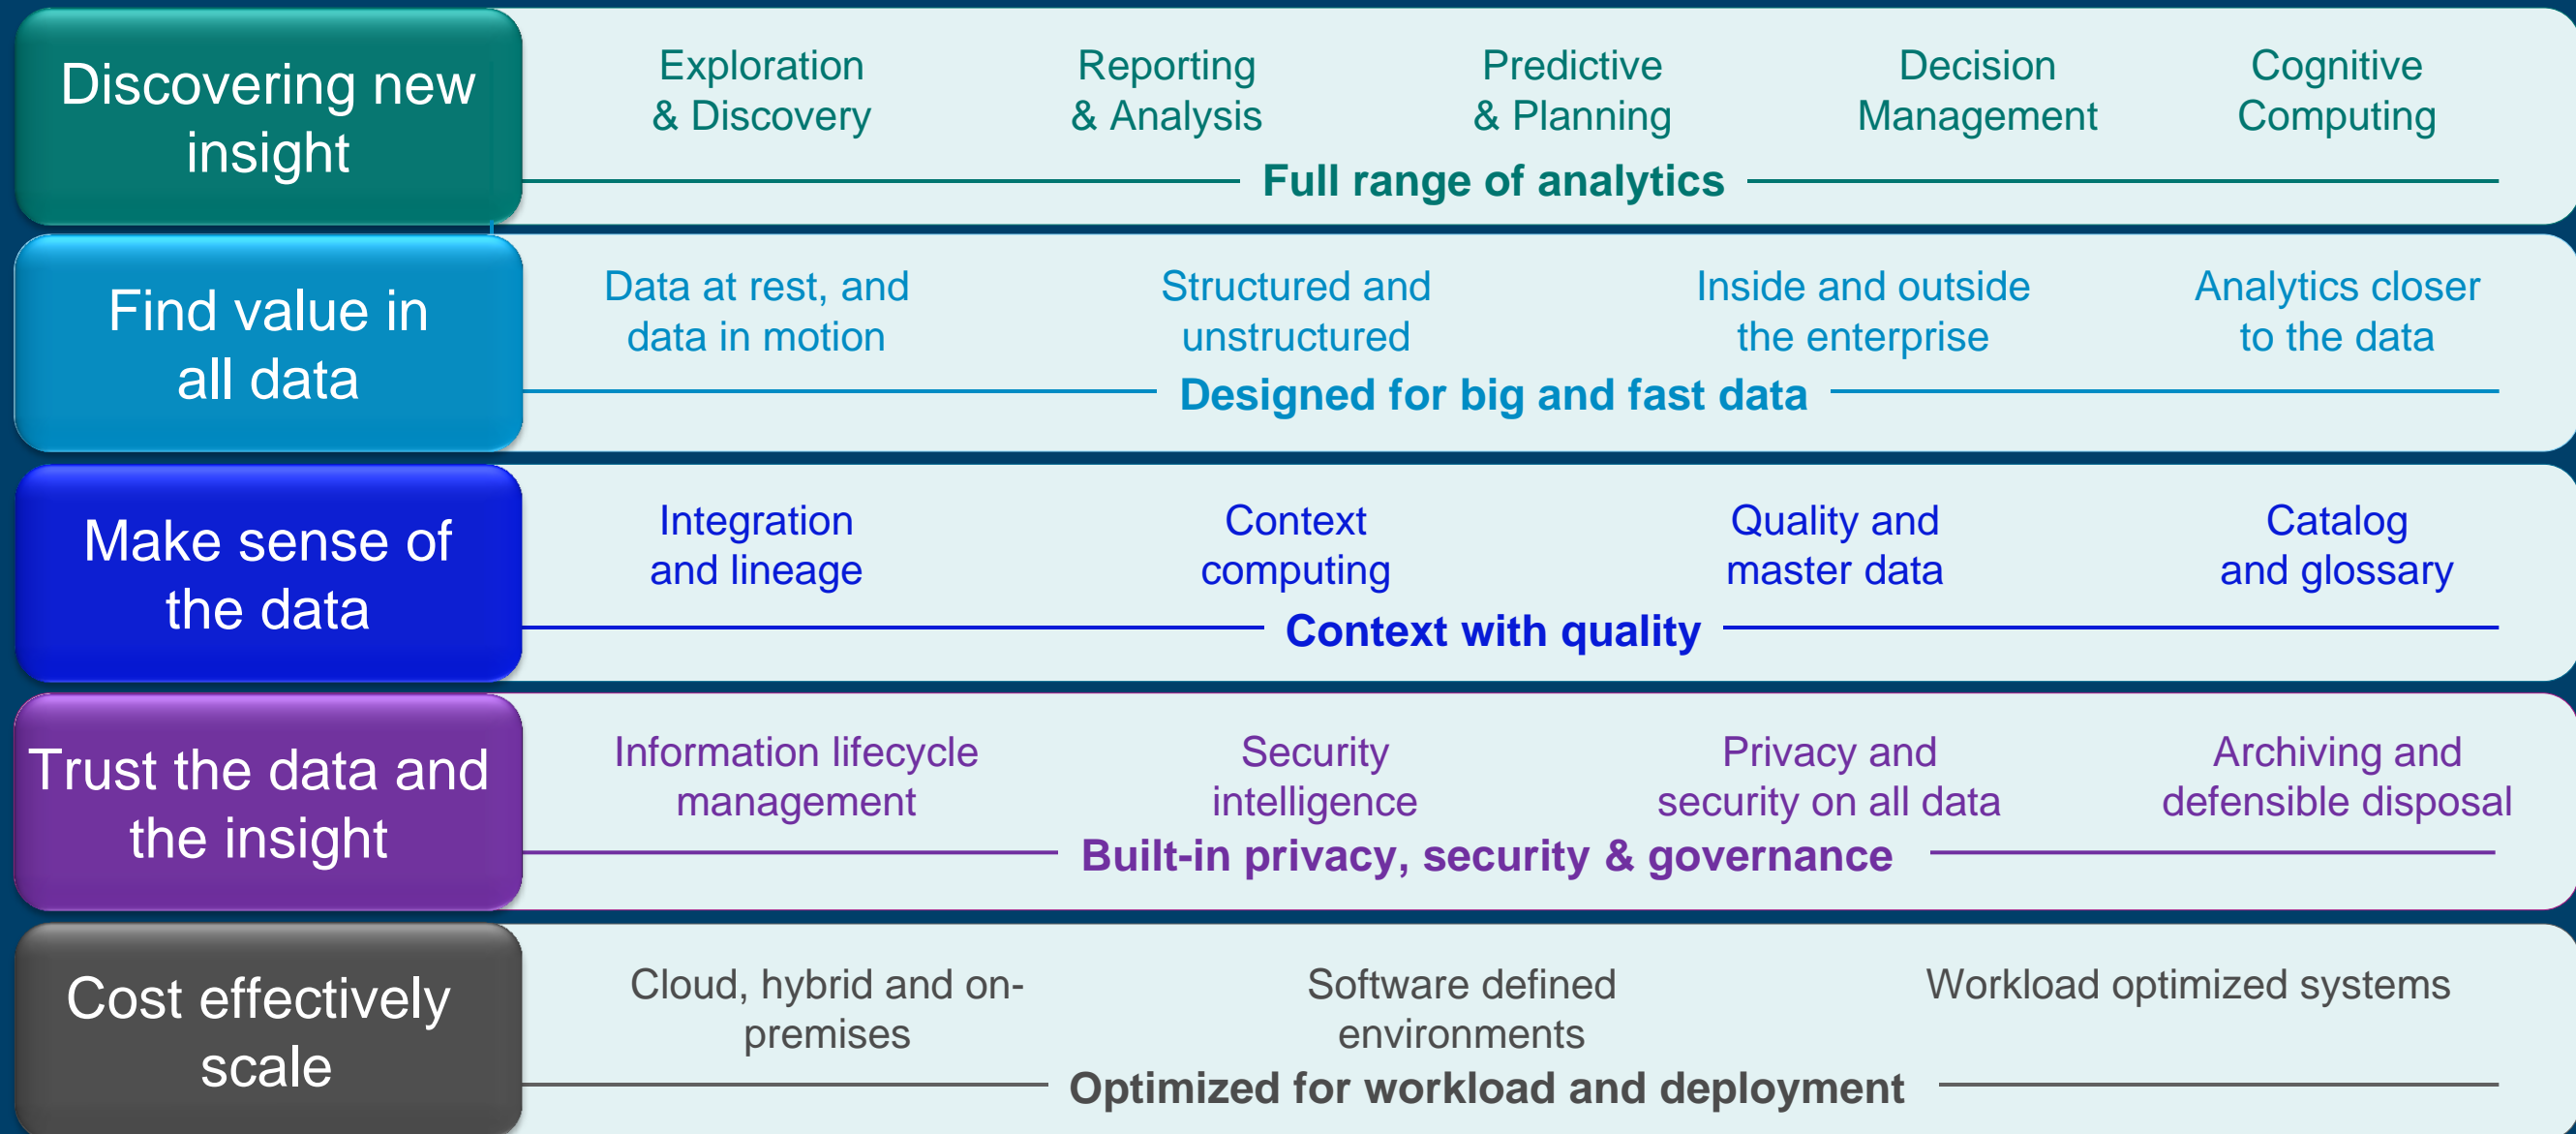 Discovering new
insight
Exploration
& Discovery
Reporting
& Analysis
Predictive
& Planning
Decision
Management
Cognitive
Computing
Full range of analytics
Find value in
all data
Data at rest, and
data in motion
Structured and
unstructured
Inside and outside
the enterprise
Analytics closer
to the data
Designed for big and fast data
Make sense of
the data
Integration
and lineage
Context
computing
Quality and
master data
Catalog
and glossary
Context with quality
Trust the data and
the insight
Information lifecycle
management
Security
intelligence
Privacy and
security on all data
Archiving and
defensible disposal
Built-in privacy, security & governance
Cost effectively
scale
Cloud, hybrid and on-
premises
Software defined
environments
Workload optimized systems
Optimized for workload and deployment